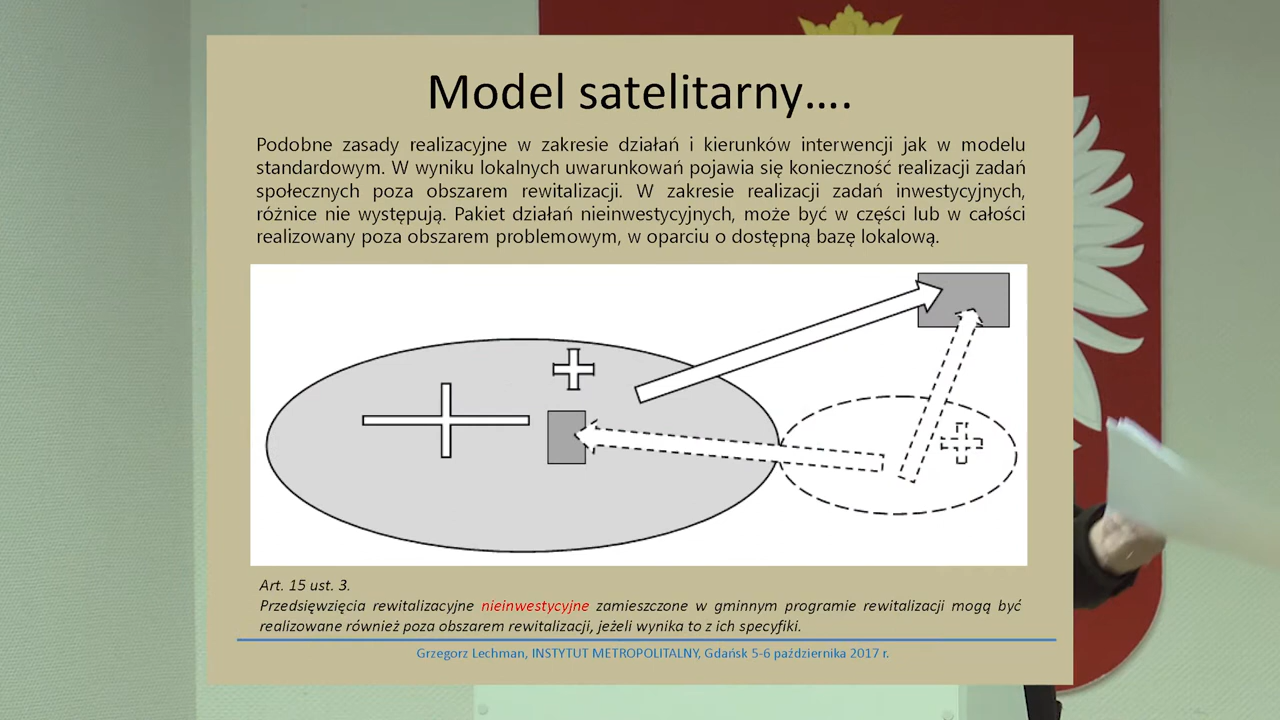 Model satelitarny....
Podobne zasady realizacyjne w zakresie działań i kierunków interwencji jak w modelu
standardowym. W wyniku lokalnych uwarunkowań pojawia się konieczność realizacji zadań
społecznych poza obszarem rewitalizacji. W zakresie realizacji zadań inwestycyjnych,
różnice nie występują. Pakiet działań nieinwestycyjnych, może być w części lub w całości
realizowany poza obszarem problemowym, w oparciu o dostępną bazę lokalową.
Art. 15 ust. 3.
Przedsięwzięcia rewitalizacyjne nieinwestycyjne zamieszczone w gminnym programie rewitalizacji mogą być
realizowane również poza obszarem rewitalizacji, jeżeli wynika to z ich specyfiki.
Grzegorz Lechman, INSTYTUT METROPOLITALNY, Gdańsk 5-6 października 2017 r.